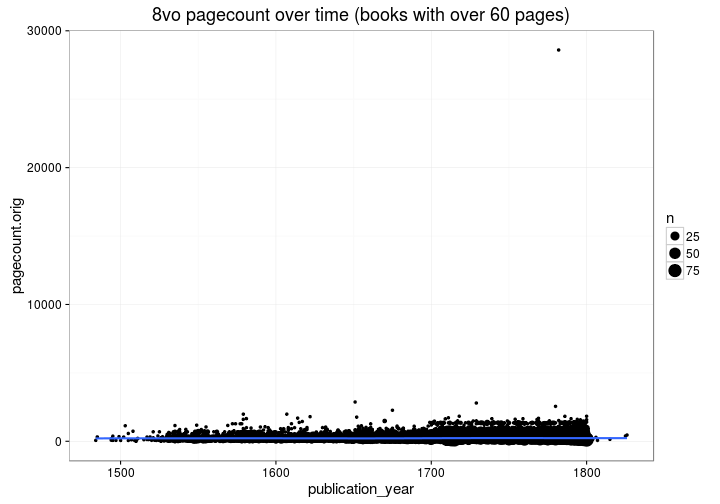 8vo pagecount over time (books with over 60 pages)
30000
20000
10000
0
pagecount.orig
1500 1600 1700 1800
publication_year
n
25
50
75